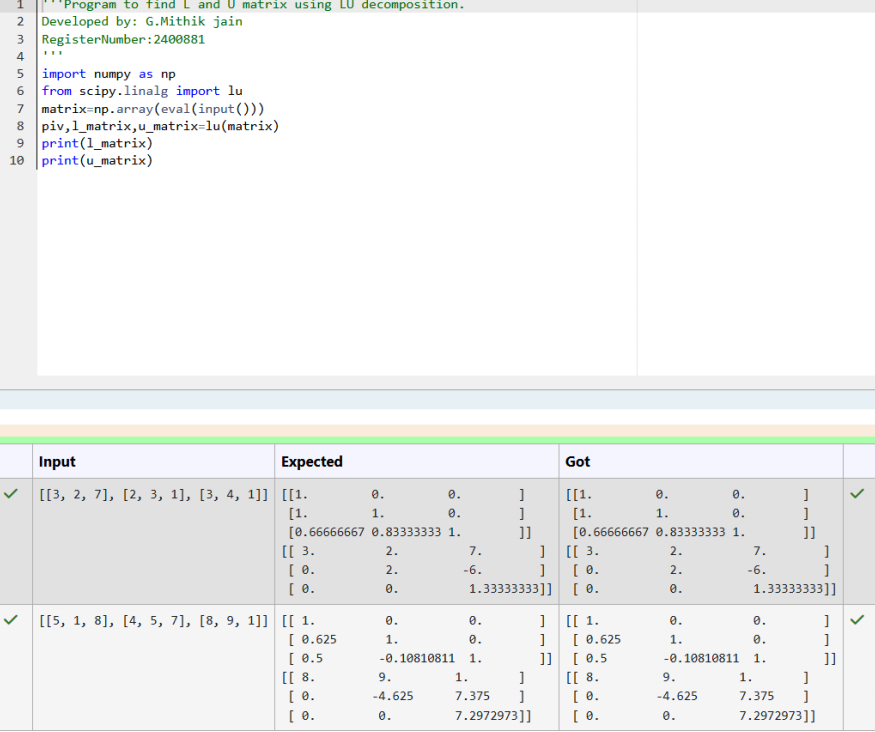 1 '''Program to find L and U matrix using LU decomposition.
2 Developed by: G.Mithik jain
3 RegisterNumber:2400881
4 '''
5 import numpy as np
6 from scipy.linalg import lu
7 matrix=np.array(eval(input()))
8 piv,l_matrix,u_matrix=lu(matrix)
9 print(l_matrix)
10 print(u_matrix)
Input Expected Got
[[3, 2, 7], [2, 3, 1], [3, 4, 1]] [[1. 0. 0. ] [[1. 0. 0. ]
[1. 1. 0. ] [1. 1. 0. ]
[0.66666667 0.83333333 1. ]] [0.66666667 0.83333333 1. ]]
[[ 3. 2. 7. ] [[ 3. 2. 7. ]
[ 0. 2. -6. ] [ 0. 2. -6. ]
[ 0. 0. 1.33333333]] [ 0. 0. 1.33333333]]
[[5, 1, 8], [4, 5, 7], [8, 9, 1]] [[ 1. 0. 0. ] [[ 1. 0. 0. ]
[ 0.625 1. 0. ] [ 0.625 1. 0. ]
[ 0.5 -0.10810811 1. ]] [ 0.5 -0.10810811 1. ]]
[[ 8. 9. 1. ] [[ 8. 9. 1. ]
[ 0. -4.625 7.375 ] [ 0. -4.625 7.375 ]
[ 0. 0. 7.2972973]] [ 0. 0. 7.2972973]]